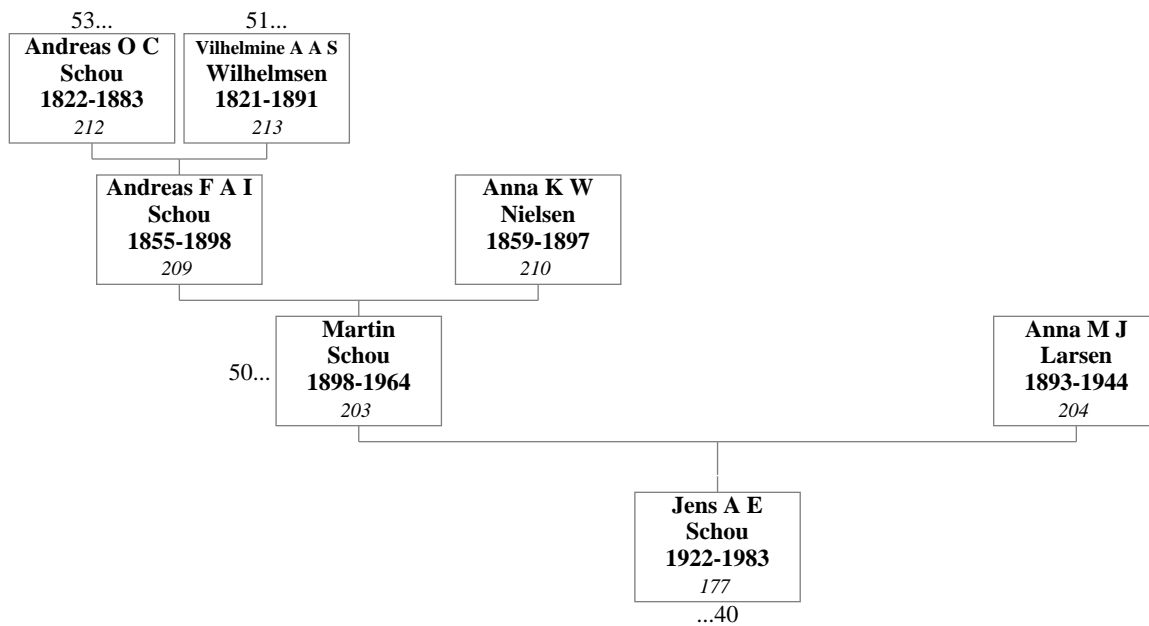 53...
51...
Andreas O C
Schou
1822-1883
212
Vilhelmine A A S
Wilhelmsen
1821-1891
213
Andreas F A I
Schou
1855-1898
209
Anna K W
Nielsen
1859-1897
210
50...
Martin
Schou
1898-1964
203
Anna M J
Larsen
1893-1944
204
Jens A E
Schou
1922-1983
177
...40